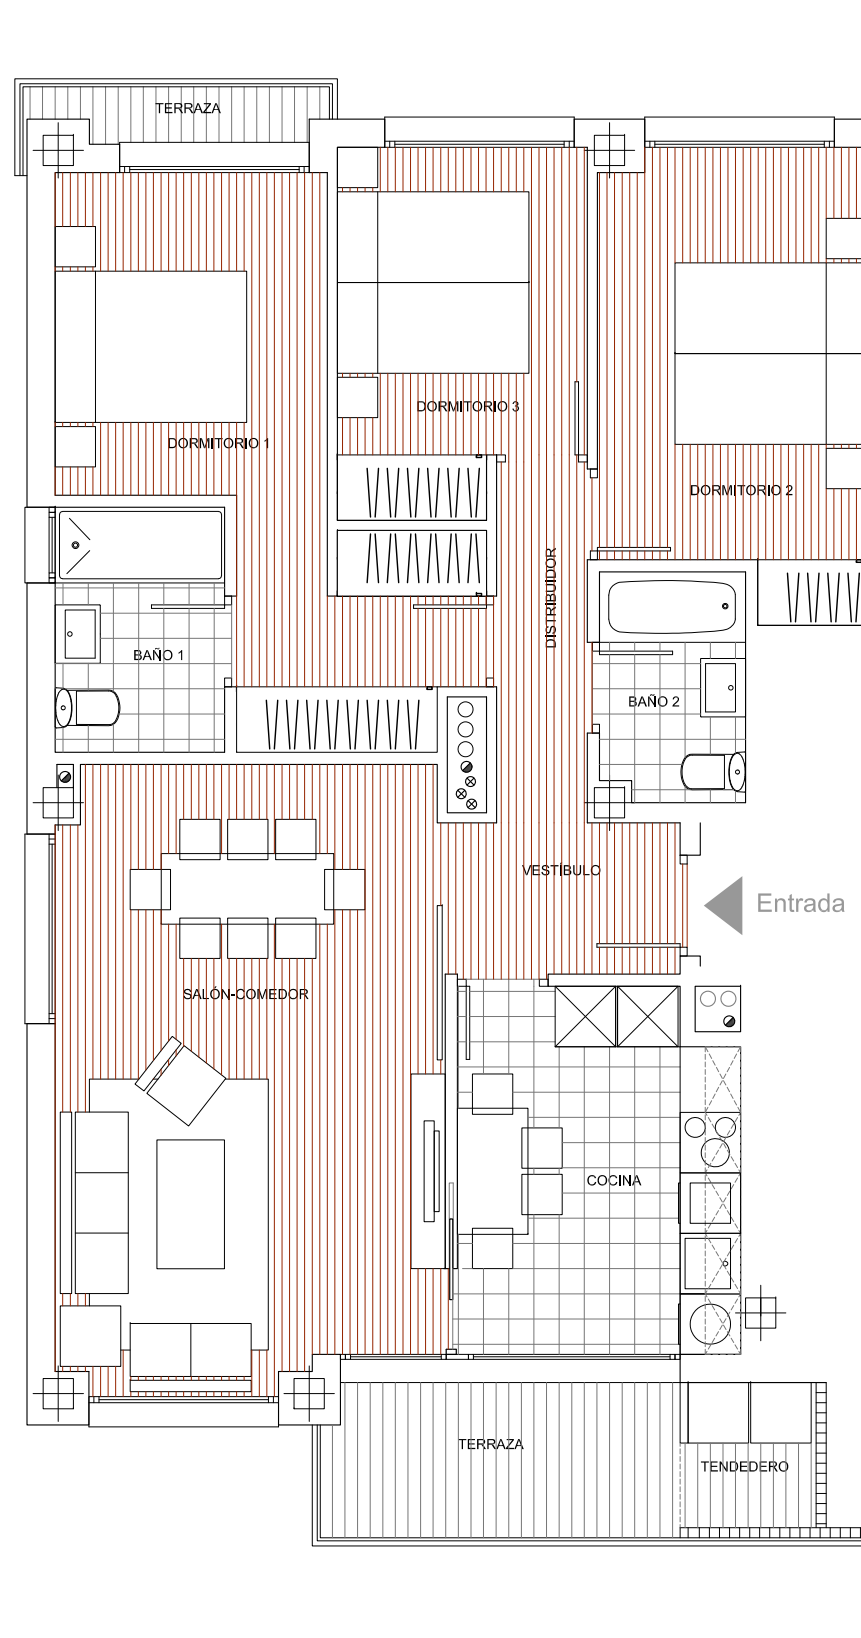 TERRAZA
DORMITORIO 3
DORMITORIO 1
DORMITORIO 2
DISTRIBUIDOR
BAÑO 1
BAÑO 2
VESTÍBULO
Entrada
SALÓN-COMEDOR
COCINA
TERRAZA
TENDEDERO